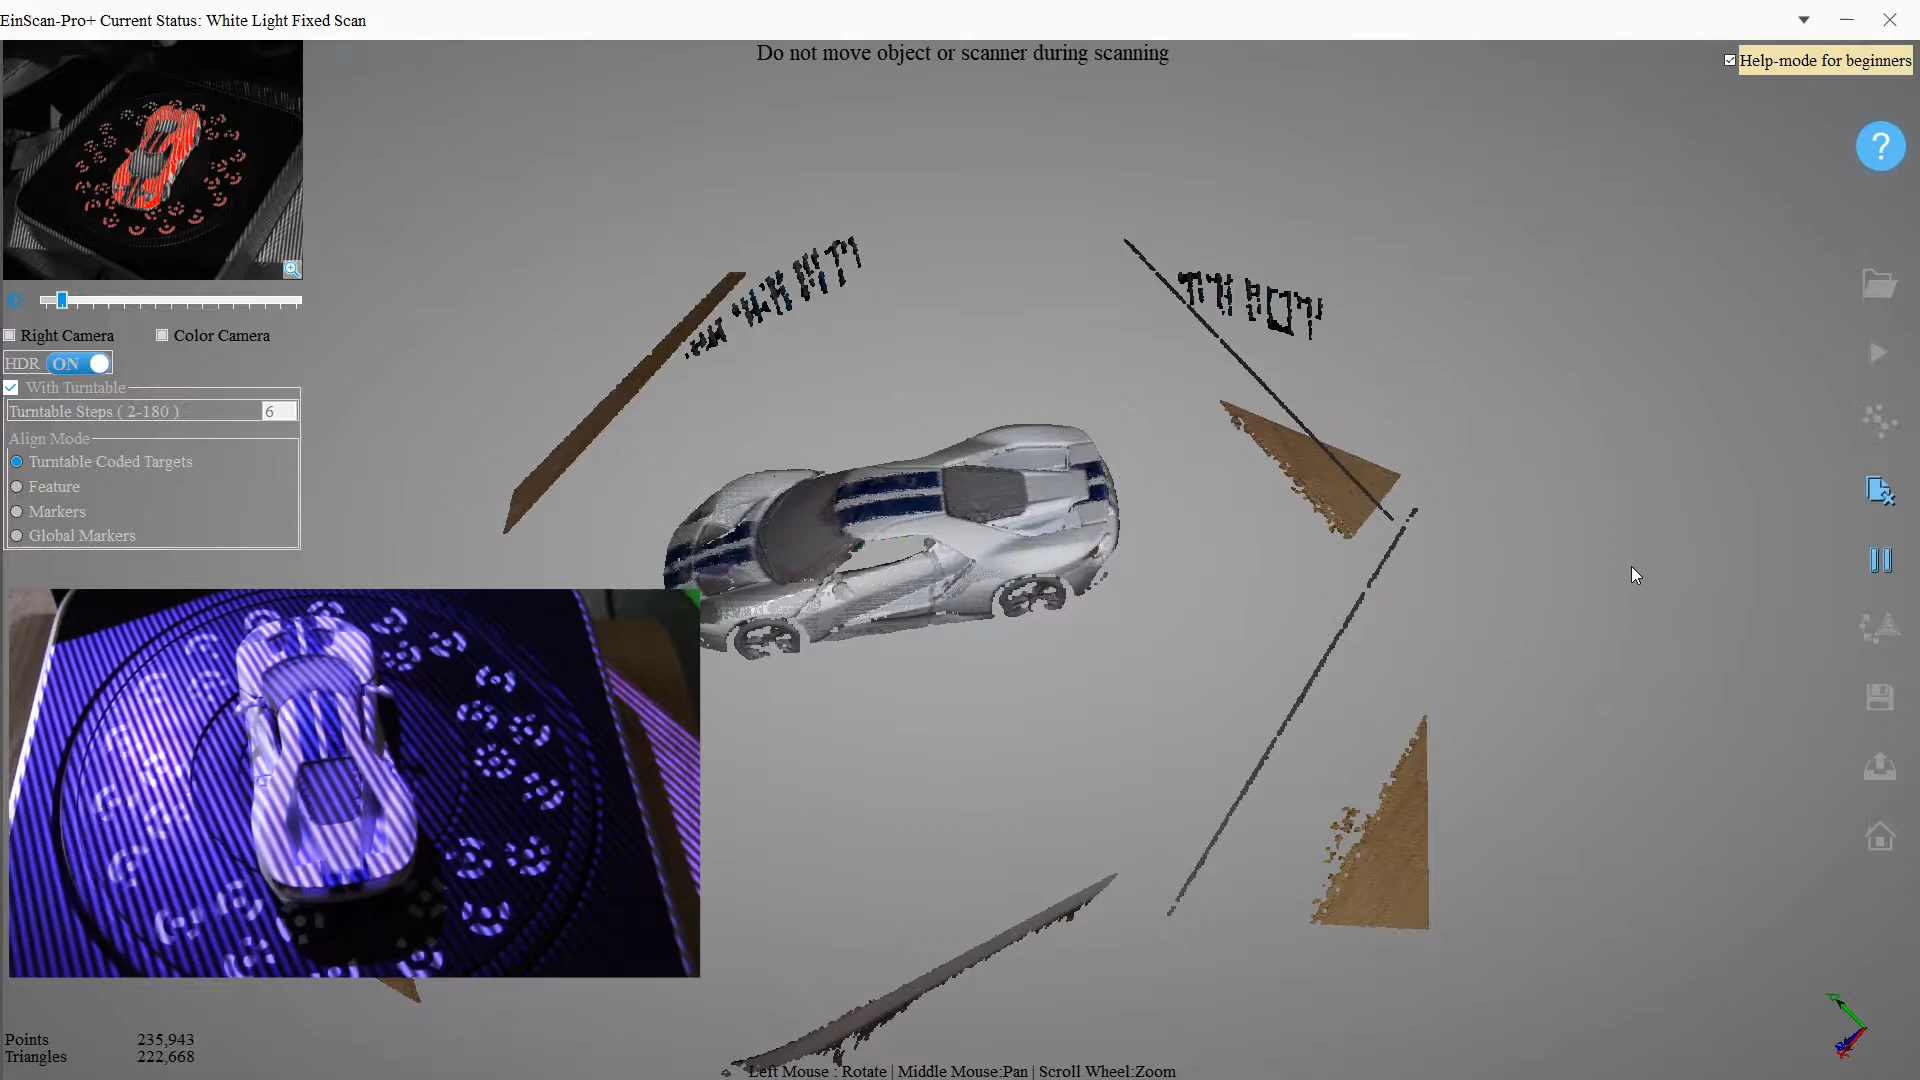 EinScan-Pro+ Current Status: White Light Fixed Scan
Do not move object or scanner during scanning
Help-mode for beginners
?
Right Camera
Color Camera
HDR ON
With Turntable
Turntable Steps ( 2-180 ) 6
Align Mode
Turntable Coded Targets
Feature
Markers
Global Markers
Points 235,943
Triangles 222,668
Left Mouse : Rotate | Middle Mouse:Pan | Scroll Wheel:Zoom